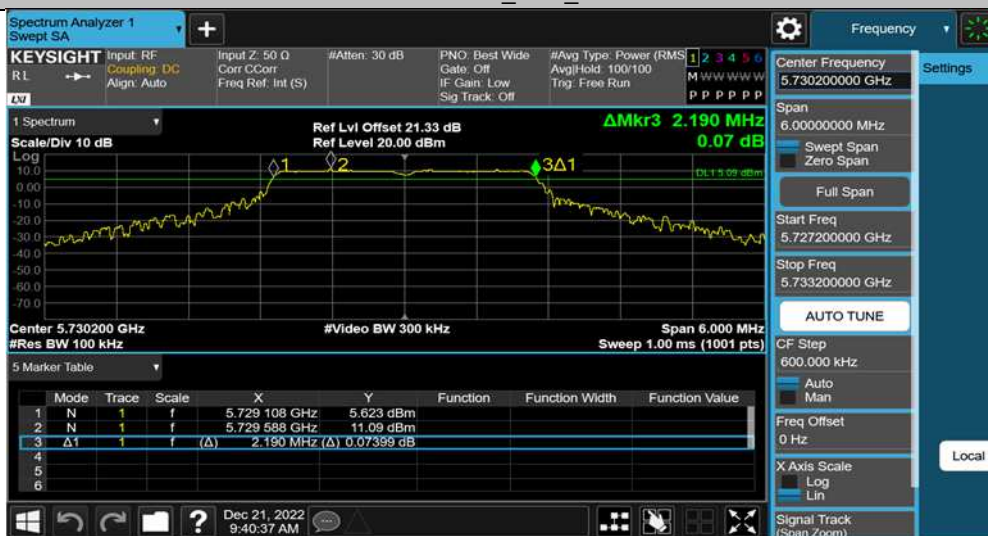 Spectrum Analyzer 1
Swept SA
Frequency
KEYSIGHT
RL
LXI
Input: RF
Coupling: DC
Align: Auto
Input Z: 50 Ω
Corr CCorr
Freq Ref: Int (S)
#Atten: 30 dB
PNO: Best Wide
Gate: Off
IF Gain: Low
Sig Track: Off
#Avg Type: Power (RMS
Avg|Hold: 100/100
Trig: Free Run
1 2 3 4 5 6
M W W W W W
P P P P P P
1 Spectrum
Scale/Div 10 dB
Ref Lvl Offset 21.33 dB
Ref Level 20.00 dBm
ΔMkr3 2.190 MHz
0.07 dB
Log
10.0
0.00
-10.0
-20.0
-30.0
-40.0
-50.0
-60.0
-70.0
1
2
3Δ1
DL1 5.09 dBm
Center 5.730200 GHz
#Video BW 300 kHz
Span 6.000 MHz
#Res BW 100 kHz
Sweep 1.00 ms (1001 pts)
5 Marker Table
Mode Trace Scale X Y Function Function Width Function Value
1 N 1 f 5.729 108 GHz 5.623 dBm
2 N 1 f 5.729 588 GHz 11.09 dBm
3 Δ1 1 f (Δ) 2.190 MHz (Δ) 0.07399 dB
4
5
6
Dec 21, 2022
9:40:37 AM
Center Frequency
5.730200000 GHz
Settings
Span
6.00000000 MHz
Swept Span
Zero Span
Full Span
Start Freq
5.727200000 GHz
Stop Freq
5.733200000 GHz
AUTO TUNE
CF Step
600.000 kHz
Auto
Man
Freq Offset
0 Hz
Local
X Axis Scale
Log
Lin
Signal Track
(Span Zoom)